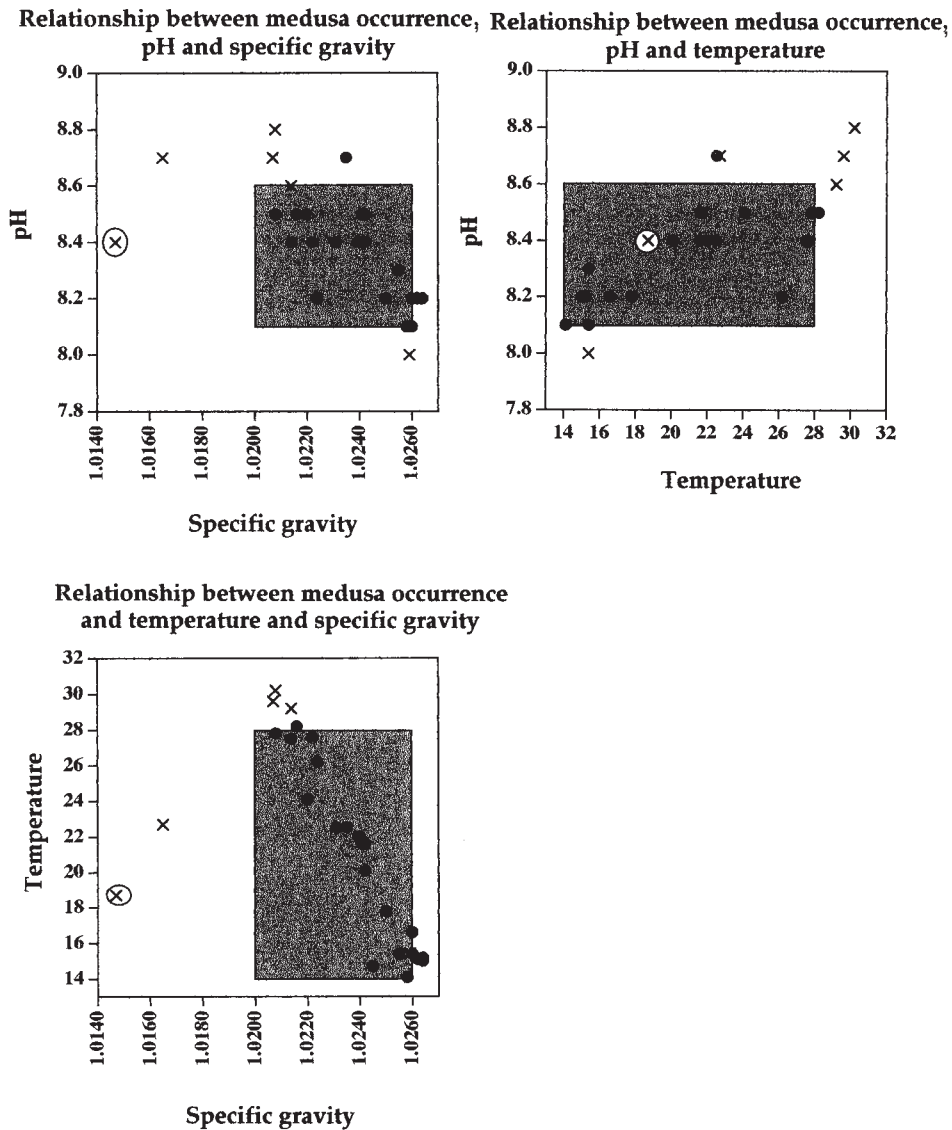 Relationship between medusa occurrence,
pH and specific gravity
9.0
8.8
8.6
8.4
8.2
8.0
7.8
pH
1.0140
1.0160
1.0180
1.0200
1.0220
1.0240
1.0260
Specific gravity
Relationship between medusa occurrence,
pH and temperature
9.0
8.8
8.6
8.4
8.2
8.0
7.8
pH
14 16 18 20 22 24 26 28 30 32
Temperature
Relationship between medusa occurrence
and temperature and specific gravity
32
30
28
26
24
22
20
18
16
14
Temperature
1.0140
1.0160
1.0180
1.0200
1.0220
1.0240
1.0260
Specific gravity